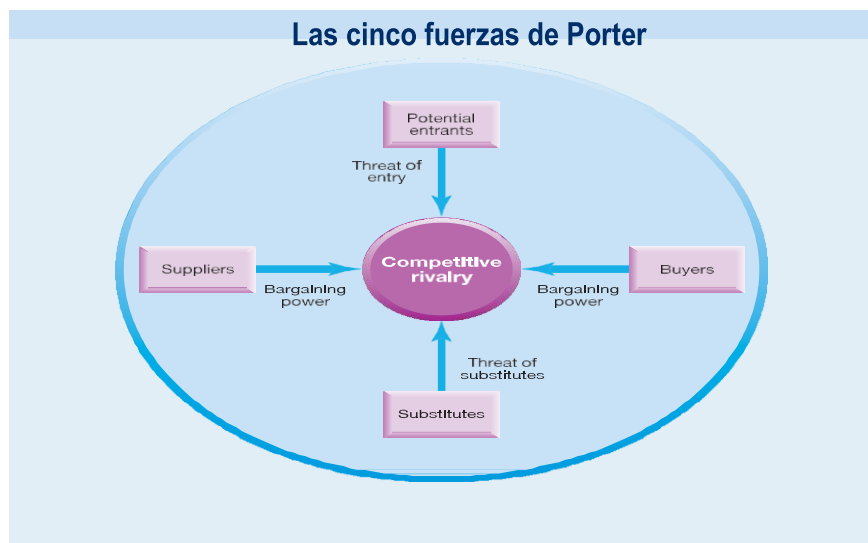 Las cinco fuerzas de Porter
Potential
entrants
Threat of
entry
Suppliers
Bargaining
power
Competitive
rivalry
Buyers
Bargaining
power
Threat of
substitutes
Substitutes